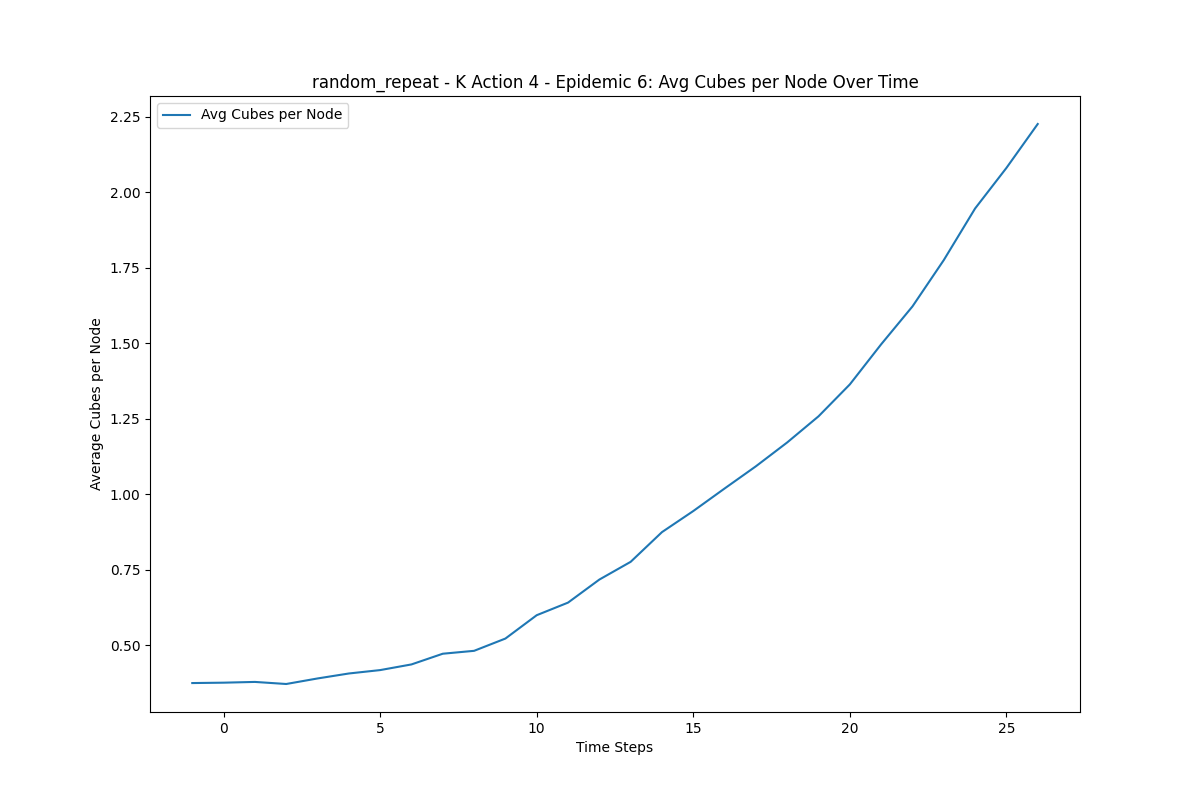 random_repeat - K Action 4 - Epidemic 6: Avg Cubes per Node Over Time
Avg Cubes per Node
2.25
2.00
1.75
1.50
1.25
1.00
0.75
0.50
Average Cubes per Node
0 5 10 15 20 25
Time Steps